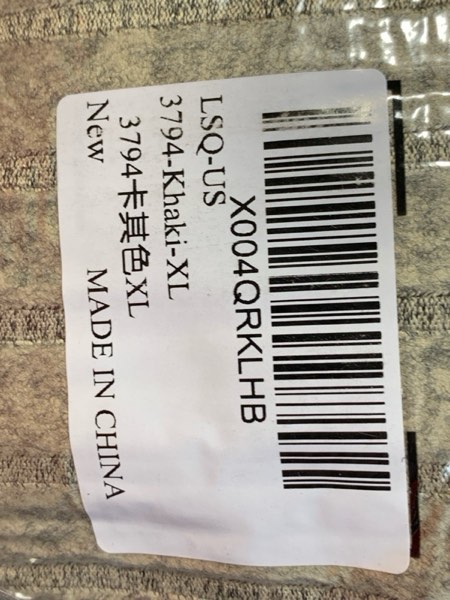 X004QRKLHB
LSQ-US
3794-Khaki-XL
3794卡其色XL
New
MADE IN CHINA